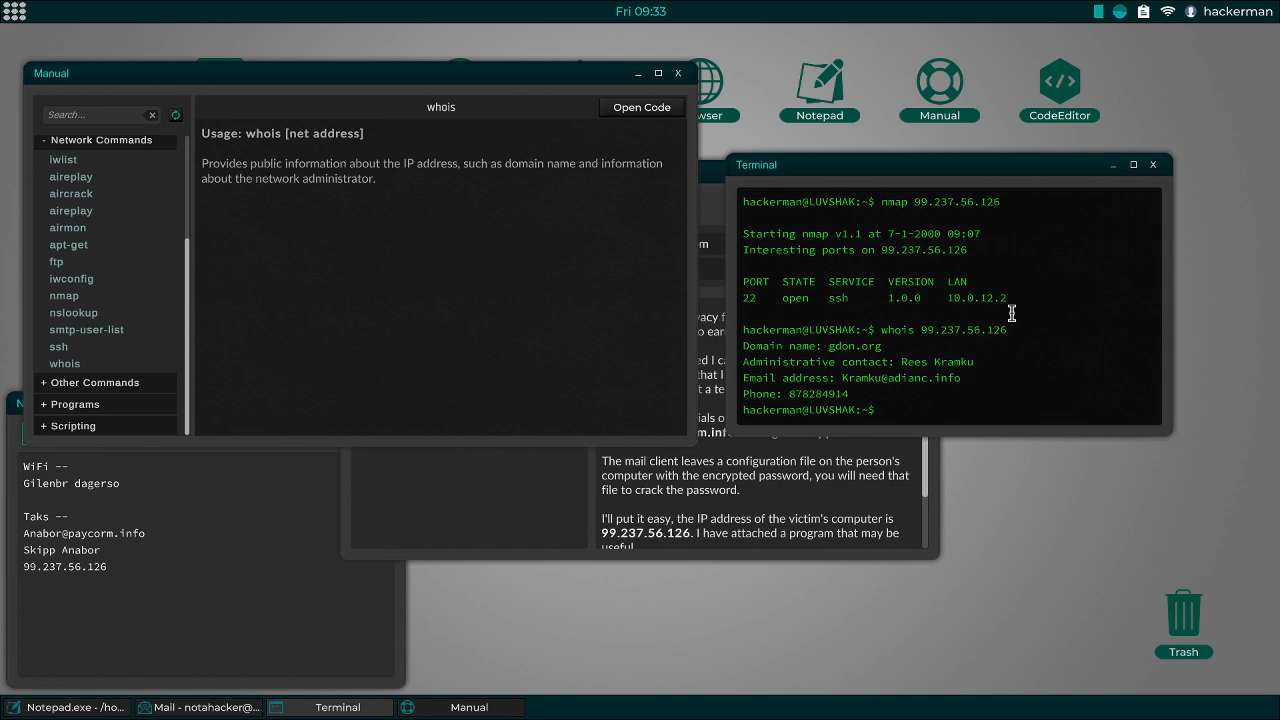 Fri 09:33
hackerman
Manual
Search...
whois
Open Code
- Network Commands
iwlist
aireplay
aircrack
aireplay
airmon
apt-get
ftp
iwconfig
nmap
nslookup
smtp-user-list
ssh
whois
+ Other Commands
+ Programs
+ Scripting
Usage: whois [net address]
Provides public information about the IP address, such as domain name and information
about the network administrator.
Notepad
Manual
CodeEditor
Terminal
hackerman@LUVSHAK:~$ nmap 99.237.56.126
Starting nmap v1.1 at 7-1-2000 09:07
Interesting ports on 99.237.56.126
PORT STATE SERVICE VERSION LAN
22 open ssh 1.0.0 10.0.12.2
hackerman@LUVSHAK:~$ whois 99.237.56.126
Domain name: gdon.org
Administrative contact: Rees Kramku
Email address: Kramku@adianc.info
Phone: 878284914
hackerman@LUVSHAK:~$
The mail client leaves a configuration file on the person's
computer with the encrypted password, you will need that
file to crack the password.
I'll put it easy, the IP address of the victim's computer is
99.237.56.126. I have attached a program that may be
useful
WiFi --
Gilenbr dagerso
Taks --
Anabor@paycorm.info
Skipp Anabor
99.237.56.126
Trash
Notepad.exe - /ho...
Mail - notahacker@...
Terminal
Manual